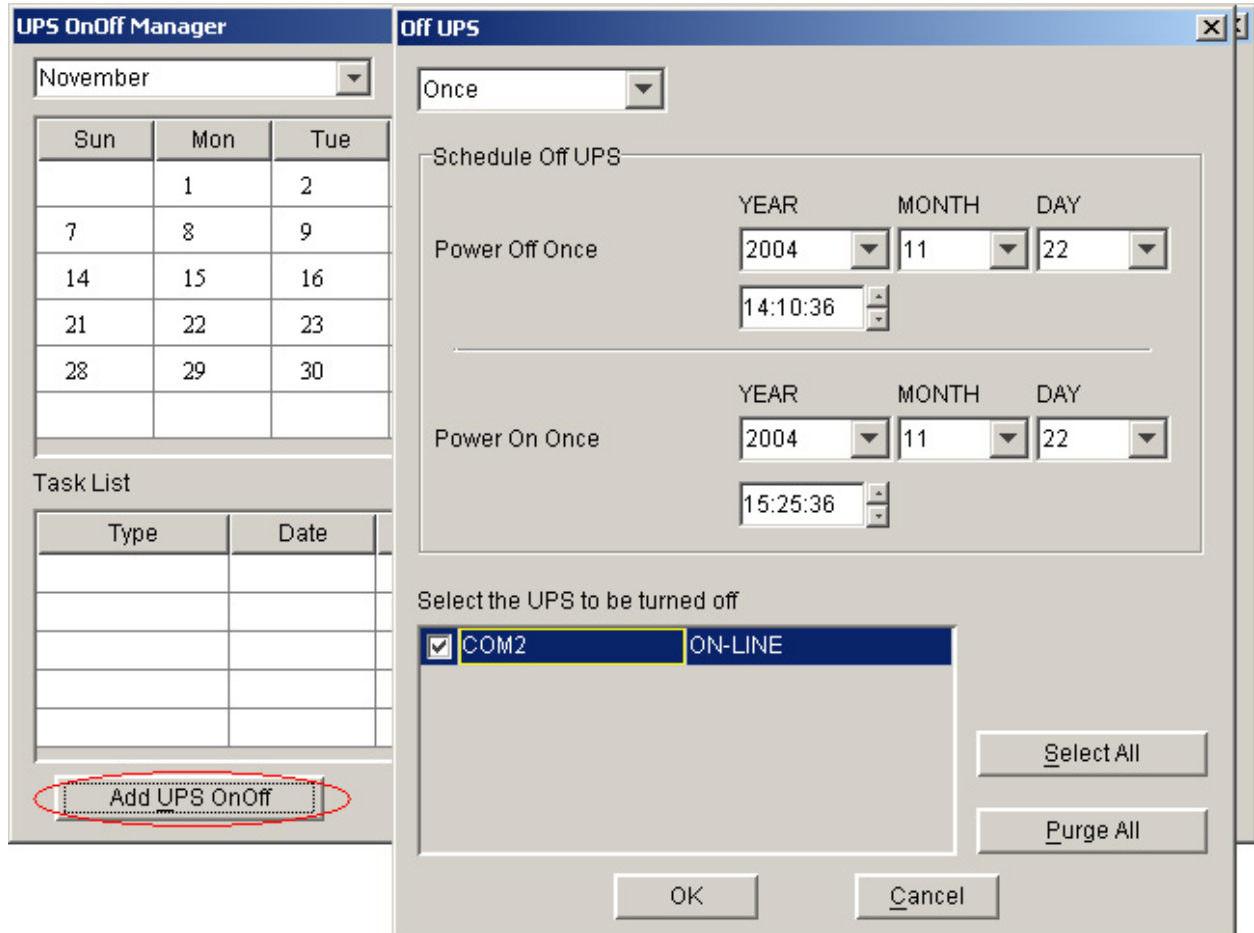 UPS OnOff Manager
November
Sun Mon Tue
1 2
7 8 9
14 15 16
21 22 23
28 29 30
Task List
Type Date
Add UPS OnOff
Off UPS
Once
Schedule Off UPS
YEAR MONTH DAY
Power Off Once 2004 11 22
14:10:36
YEAR MONTH DAY
Power On Once 2004 11 22
15:25:36
Select the UPS to be turned off
COM2 ON-LINE
Select All
Purge All
OK Cancel